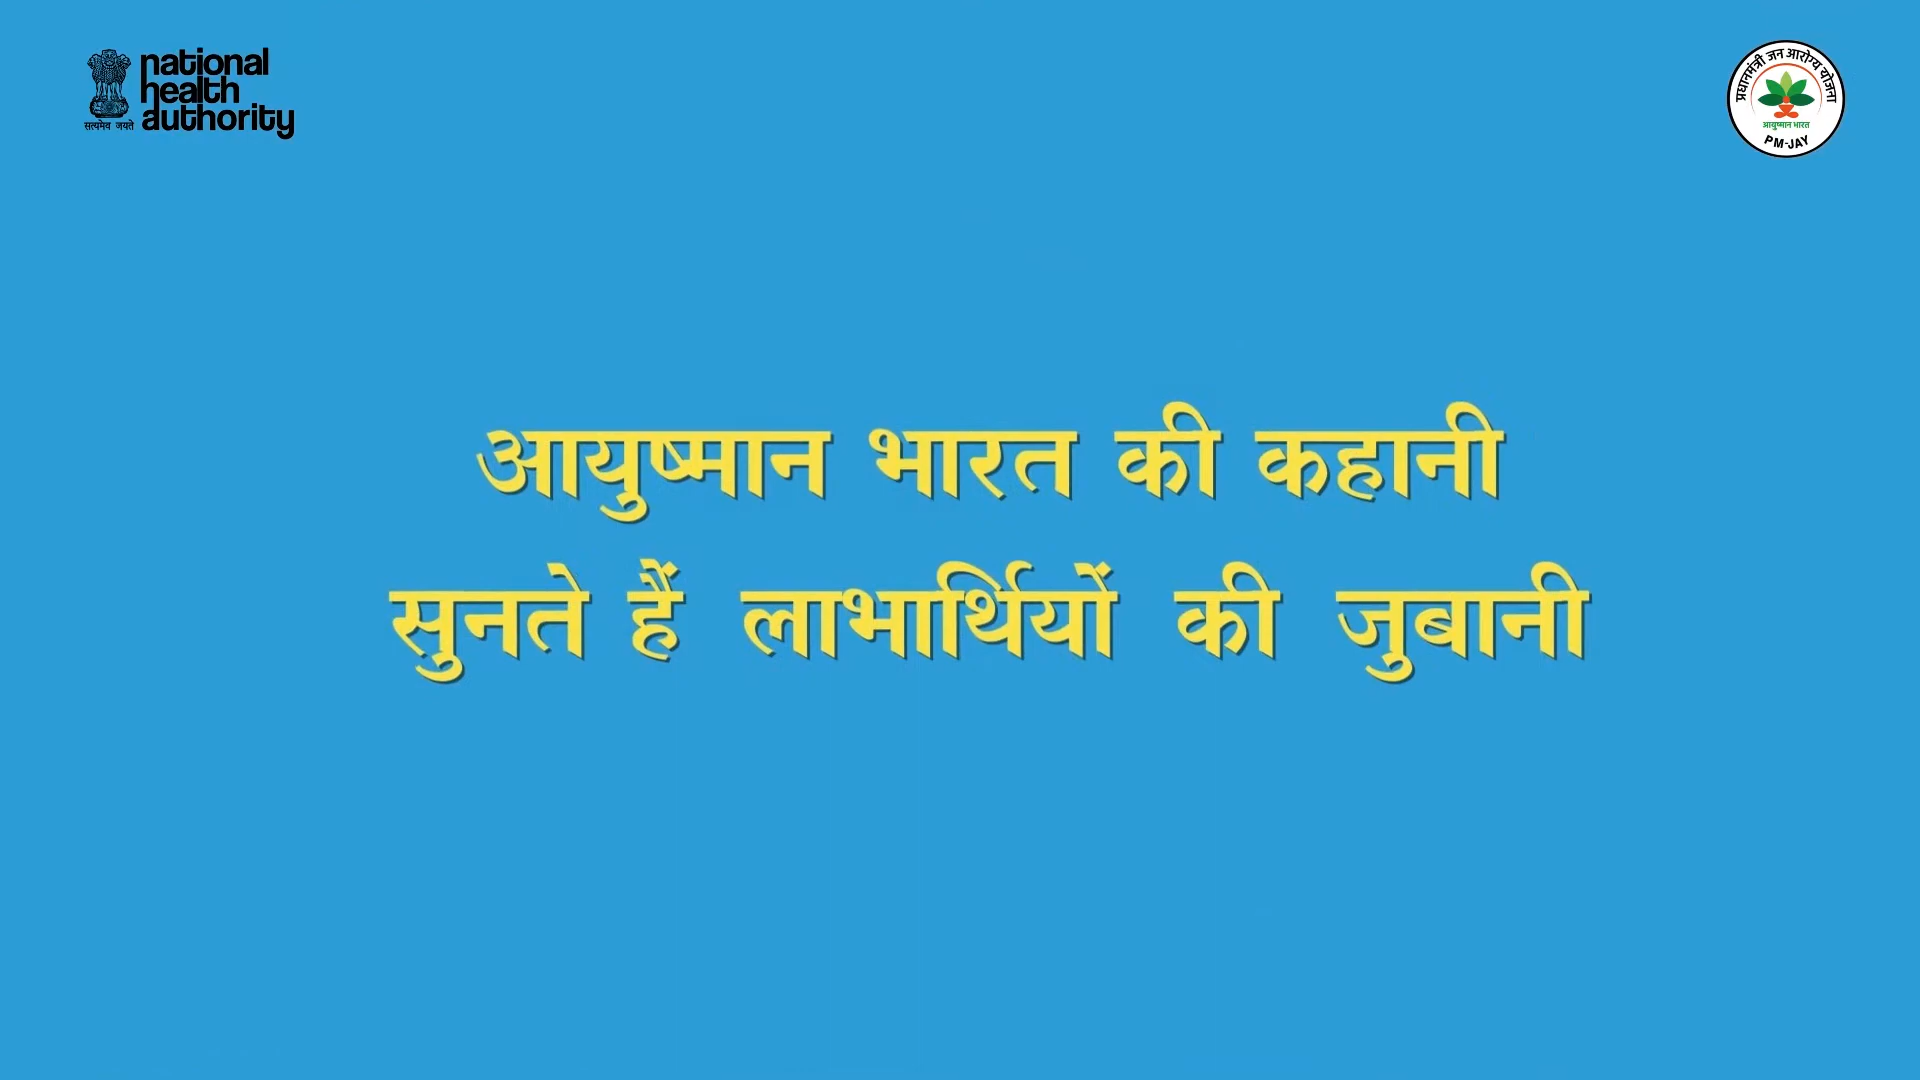 national
health
authority
सत्यमेव जयते
प्रधानमंत्री जन आरोग्य योजना
आयुष्मान भारत
PM-JAY
आयुष्मान भारत की कहानी
सुनते हैं लाभार्थियों की जुबानी